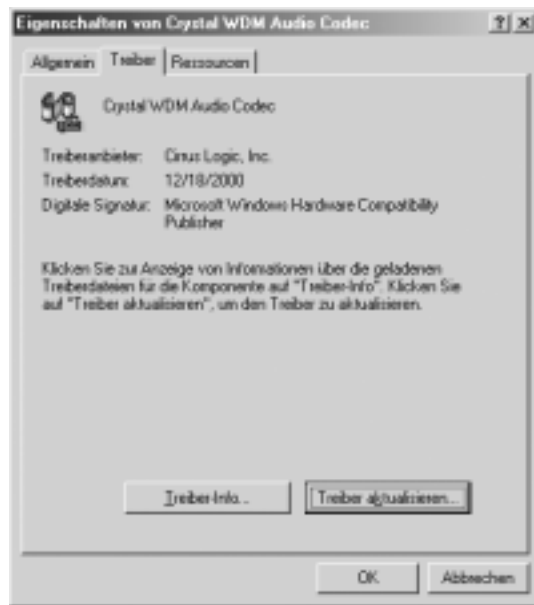 Eigenschaften von Crystal WDM Audio Codec
Allgemein Treiber Ressourcen
Crystal WDM Audio Codec
Treiberanbieter: Cirrus Logic, Inc.
Treiberdatum: 12/18/2000
Digitale Signatur: Microsoft Windows Hardware Compatibility
Publisher
Klicken Sie zur Anzeige von Informationen über die geladenen
Treiberdateien für die Komponente auf "Treiber-Info". Klicken Sie
auf "Treiber aktualisieren", um den Treiber zu aktualisieren.
Treiber-Info... Treiber aktualisieren...
OK Abbrechen